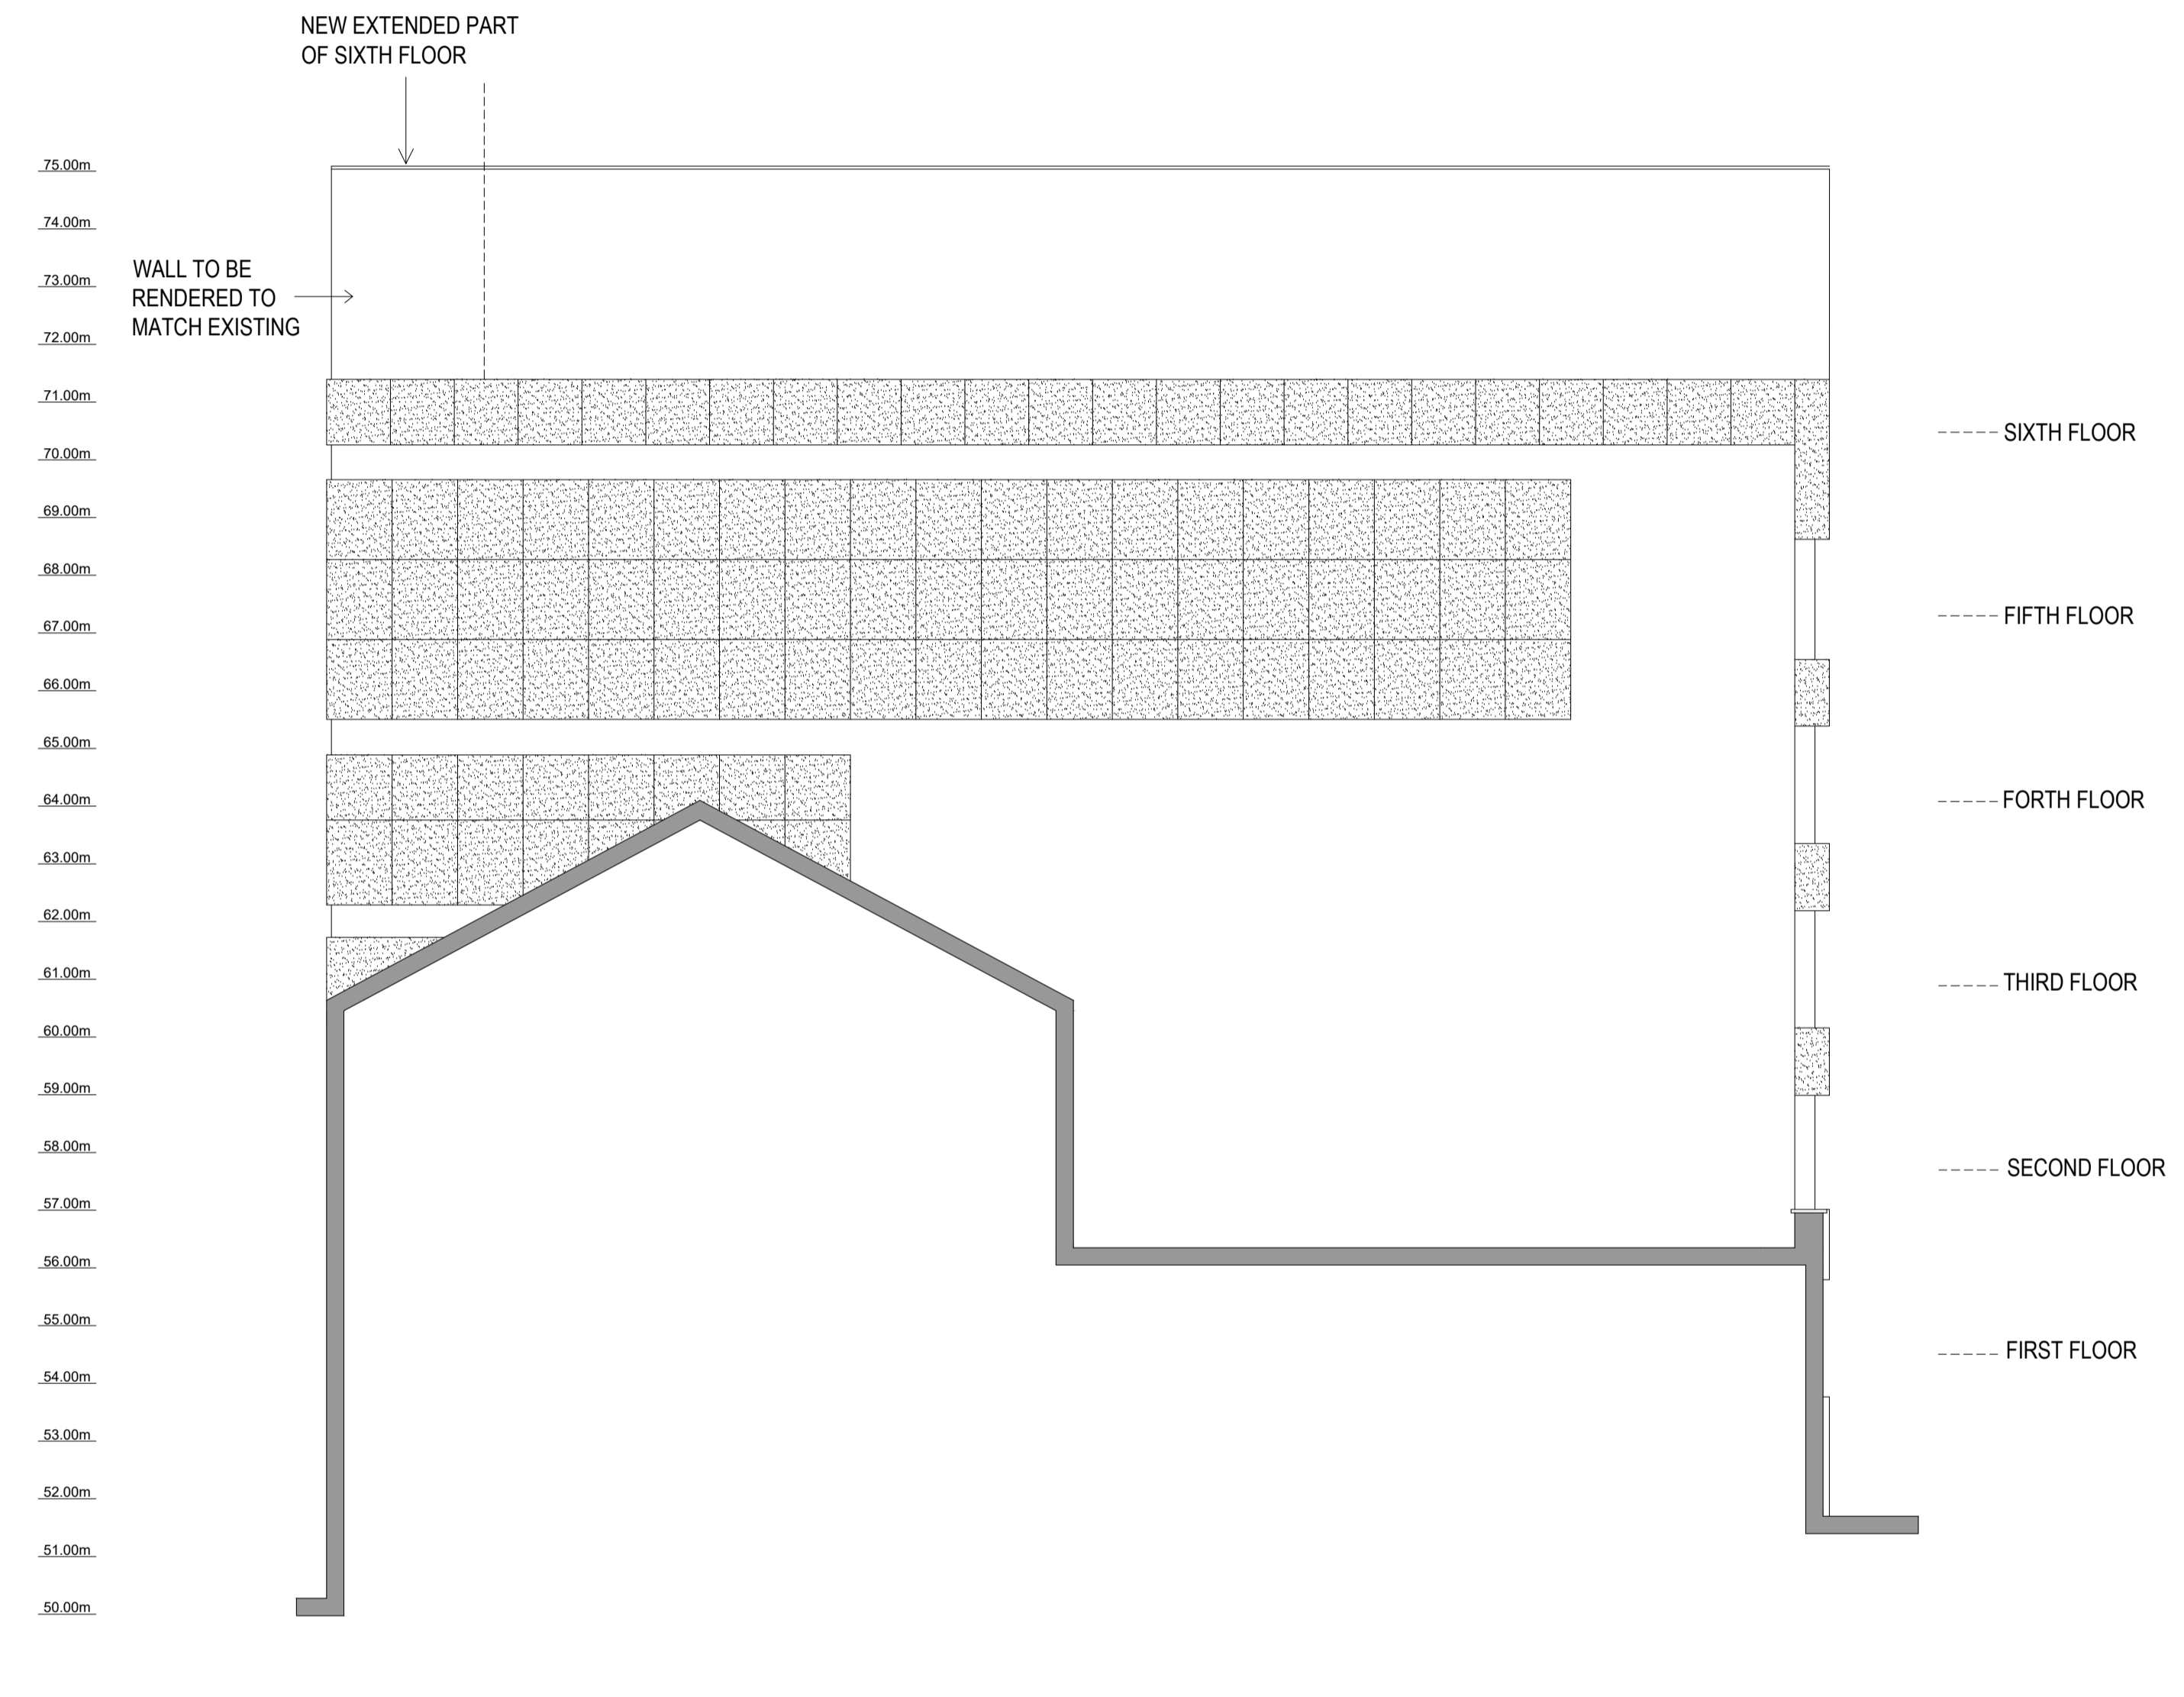 NEW EXTENDED PART
OF SIXTH FLOOR
75.00m
74.00m
WALL TO BE
RENDERED TO
MATCH EXISTING
73.00m
72.00m
71.00m
SIXTH FLOOR
70.00m
69.00m
68.00m
FIFTH FLOOR
67.00m
66.00m
65.00m
FORTH FLOOR
64.00m
63.00m
62.00m
THIRD FLOOR
61.00m
60.00m
59.00m
58.00m
SECOND FLOOR
57.00m
56.00m
55.00m
FIRST FLOOR
54.00m
53.00m
52.00m
51.00m
50.00m